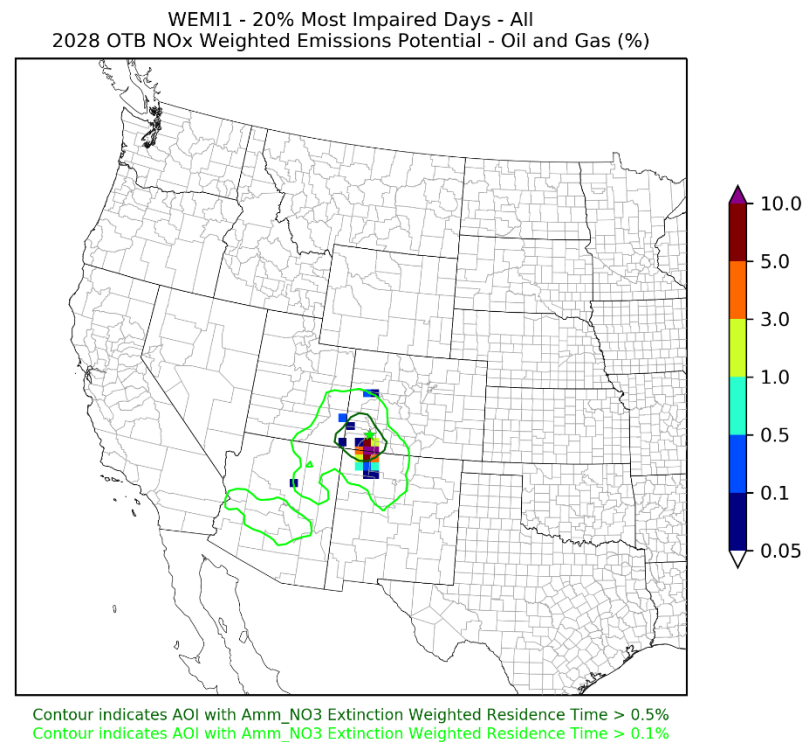 WEMI1 - 20% Most Impaired Days - All
2028 OTB NOx Weighted Emissions Potential - Oil and Gas (%)
10.0
5.0
3.0
1.0
0.5
0.1
0.05
Contour indicates AOI with Amm_NO3 Extinction Weighted Residence Time > 0.5%
Contour indicates AOI with Amm_NO3 Extinction Weighted Residence Time > 0.1%